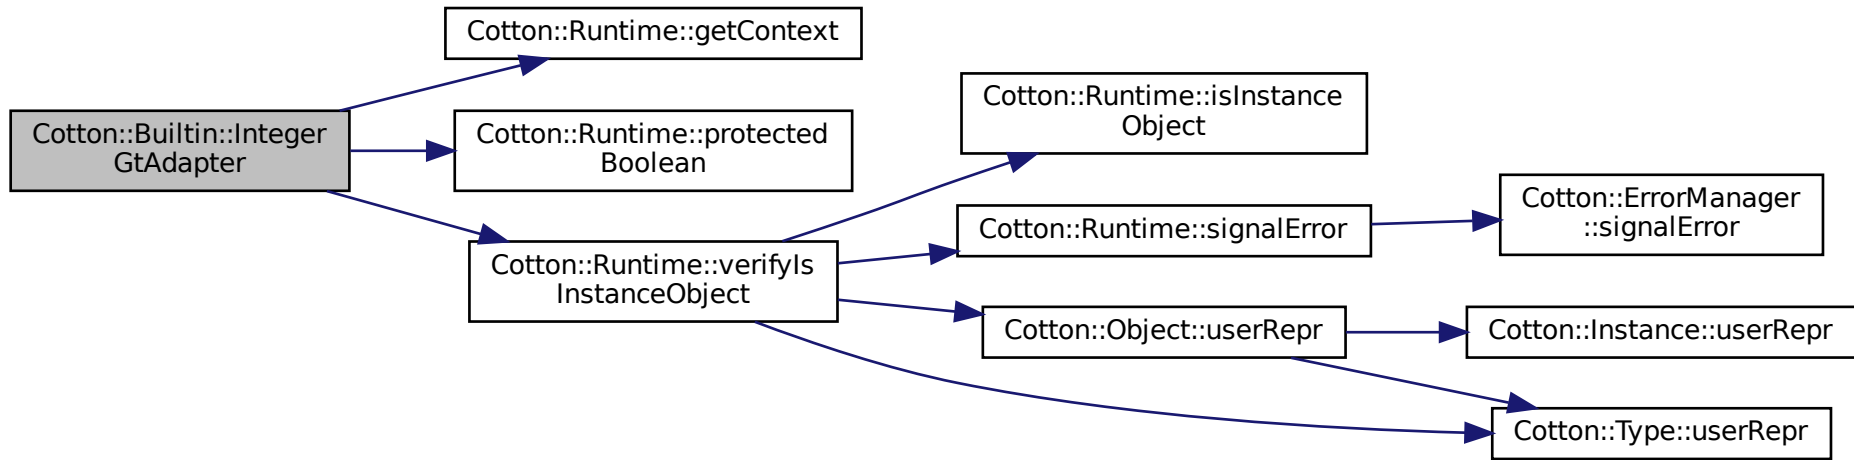 Cotton::Runtime::getContext
Cotton::Builtin::Integer
GtAdapter
Cotton::Runtime::protected
Boolean
Cotton::Runtime::verifyIs
InstanceObject
Cotton::Runtime::isInstance
Object
Cotton::Runtime::signalError
Cotton::ErrorManager
::signalError
Cotton::Object::userRepr
Cotton::Instance::userRepr
Cotton::Type::userRepr